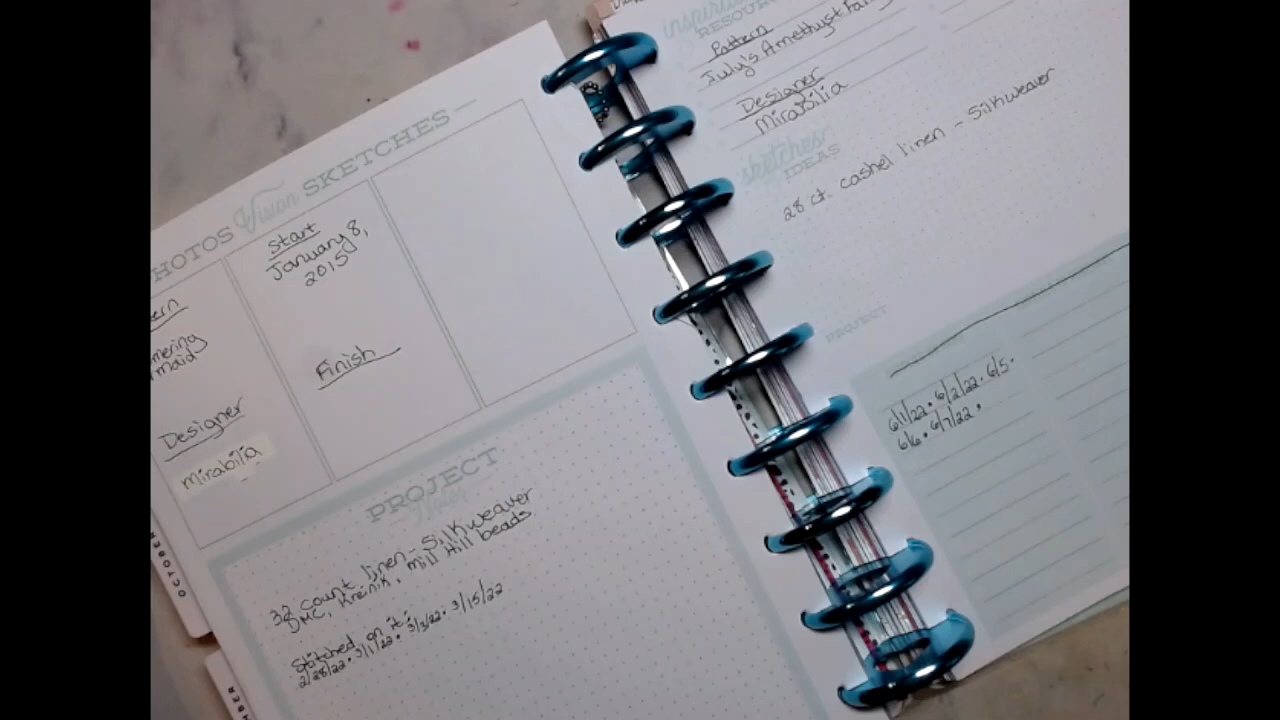 PHOTOS Vision SKETCHES
Start
January 8,
2015
Finish
Designer
Mirabilia
PROJECT
Notes
32 count linen - Silkweaver
DMC, Kreinik, Mill Hill beads
Stitched on it:
2/28/22 • 3/1/22 • 3/3/22 • 3/15/22
OCTOBER
RESOURCES
Pattern
July's Amethyst
Designer
Mirabilia
sketches
IDEAS
28 ct. cashel linen - Silkweaver
PROJECT
6/1/22 • 6/2/22 • 6/5 •
6/6 • 6/7/22 •